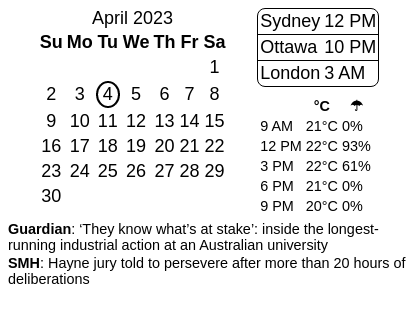 April 2023
Su Mo Tu We Th Fr Sa
1
2 3 4 5 6 7 8
9 10 11 12 13 14 15
16 17 18 19 20 21 22
23 24 25 26 27 28 29
30
Sydney 12 PM
Ottawa 10 PM
London 3 AM
°C ☂
9 AM 21°C 0%
12 PM 22°C 93%
3 PM 22°C 61%
6 PM 21°C 0%
9 PM 20°C 0%
Guardian: ‘They know what’s at stake’: inside the longest-
running industrial action at an Australian university
SMH: Hayne jury told to persevere after more than 20 hours of
deliberations